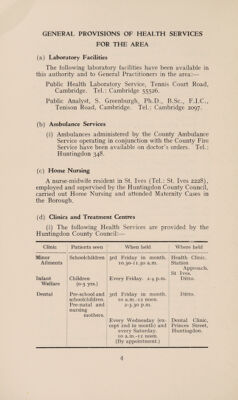 GENERAL PROVISIONS OF HEALTH SERVICES
FOR THE AREA
(a) Laboratory Facilities
The following laboratory facilities have been available in
this authority and to General Practitioners in the area:—
Public Health Laboratory Service, Tennis Court Road,
Cambridge. Tel.: Cambridge 55526.
Public Analyst, S. Greenburgh, Ph.D., B.Sc., F.I.C.,
Tenison Road, Cambridge. Tel.: Cambridge 2097.
(b) Ambulance Services
(i) Ambulances administered by the County Ambulance
Service operating in conjunction with the County Fire
Service have been available on doctor's orders. Tel.:
Huntingdon 348.
(c) Home Nursing
A nurse-midwife resident in St. Ives (Tel.: St. Ives 2228),
employed and supervised by the Huntingdon County Council,
carried out Home Nursing and attended Maternity Cases in
the Borough.
(d) Clinics and Treatment Centres
(i) The following Health Services are provided by the
Huntingdon County Council:—
Clinic Patients seen When held Where held
Minor Schoolchildren 3rd Friday in month. Health Clinic,
Ailments 10.30-11.30 a.m. Station
Approach,
St. Ives.
Infant Children Every Friday. 2-4 p.m. Ditto.
Welfare (0-5 yrs.)
Dental Pre-school and 3rd Friday in month. Ditto.
schoolchildren. 10 a.m.-12 noon.
Pre-natal and 2-3.30 p.m.
nursing
mothers.
Every Wednesday (ex- Dental Clinic,
cept 2nd in month) and Princes Street,
every Saturday. Huntingdon.
10 a.m.-12 noon.
(By appointment.)
4